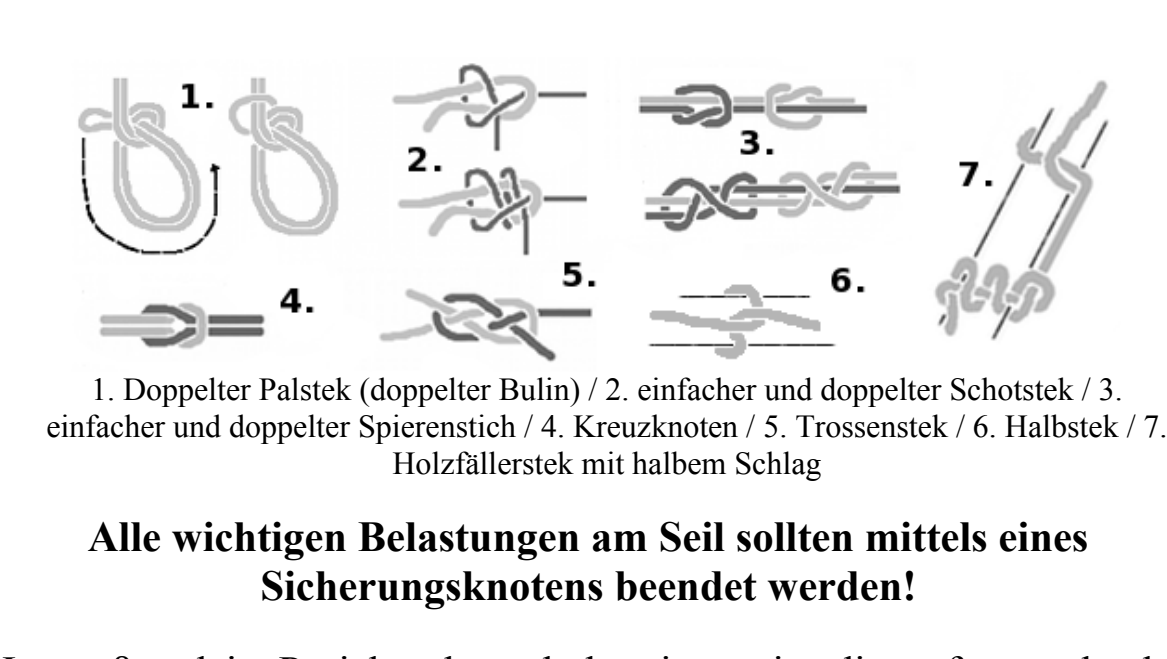 1.
2.
3.
7.
4.
5.
6.
1. Doppelter Palstek (doppelter Bulin) / 2. einfacher und doppelter Schotstek / 3.
einfacher und doppelter Spierenstich / 4. Kreuzknoten / 5. Trossenstek / 6. Halbstek / 7.
Holzfällerstek mit halbem Schlag
Alle wichtigen Belastungen am Seil sollten mittels eines
Sicherungsknotens beendet werden!